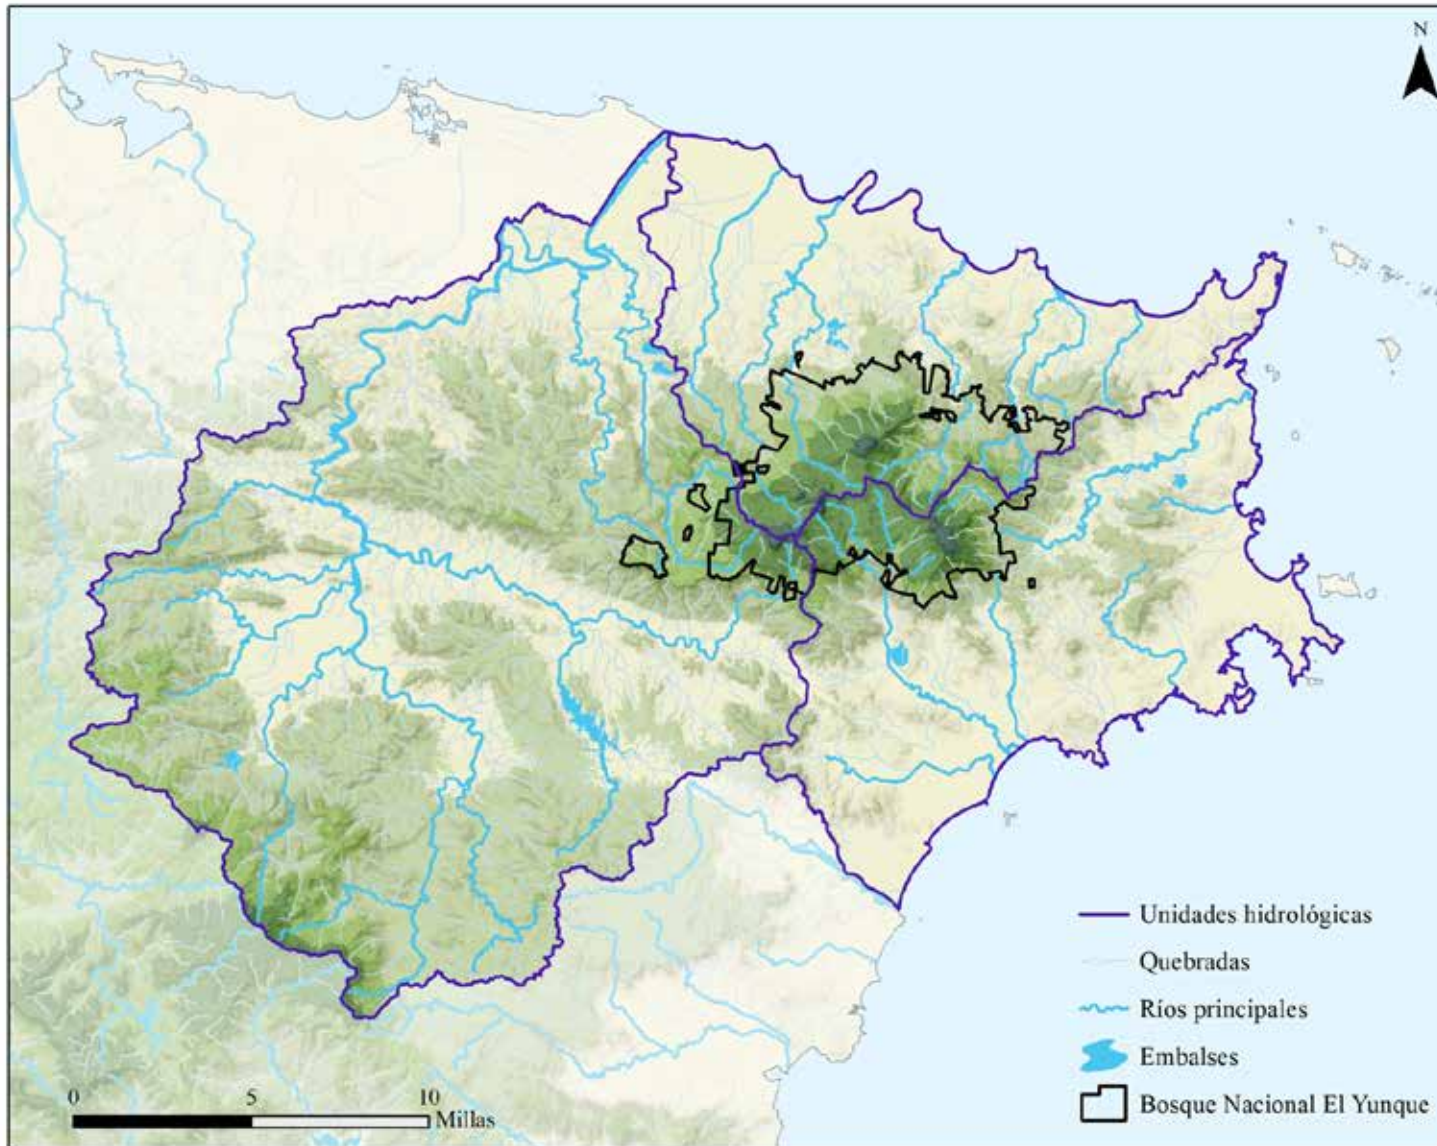 N
Unidades hidrológicas
Quebradas
Ríos principales
Embalses
Bosque Nacional El Yunque
0 5 10
Millas